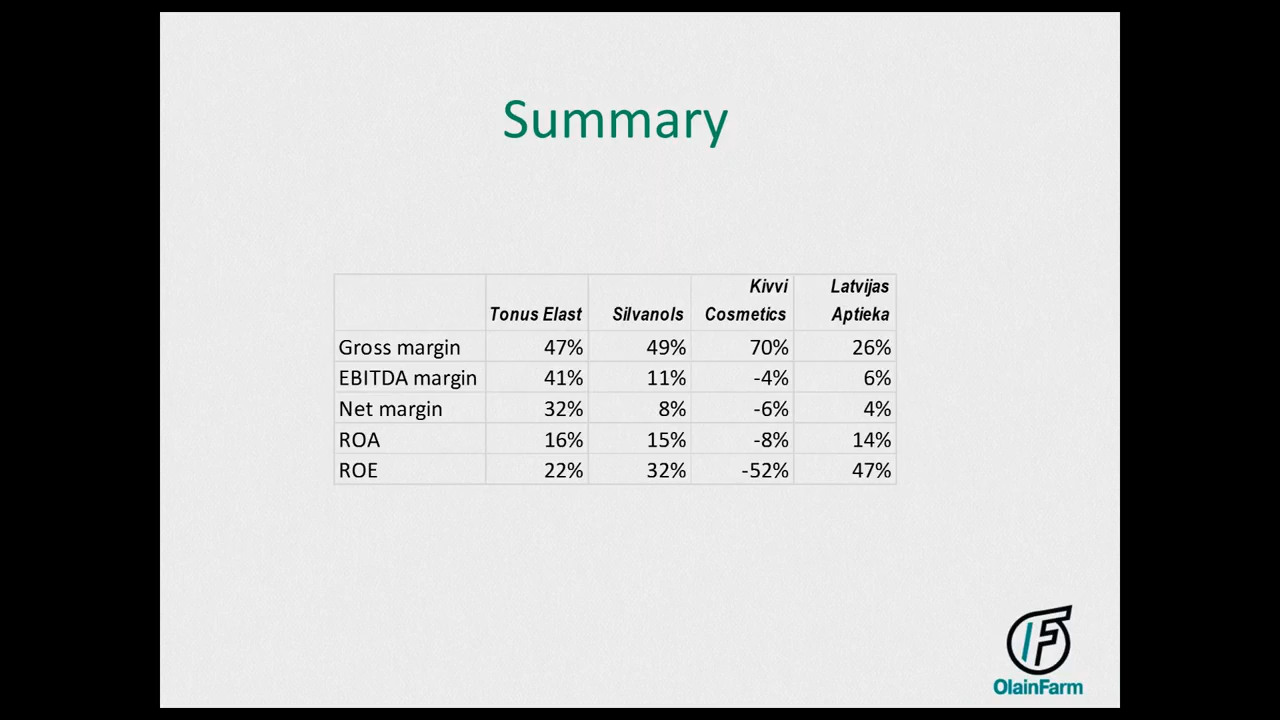 Summary
Kivvi Latvijas
Tonus Elast Silvanols Cosmetics Aptieka
Gross margin 47% 49% 70% 26%
EBITDA margin 41% 11% -4% 6%
Net margin 32% 8% -6% 4%
ROA 16% 15% -8% 14%
ROE 22% 32% -52% 47%
OlainFarm